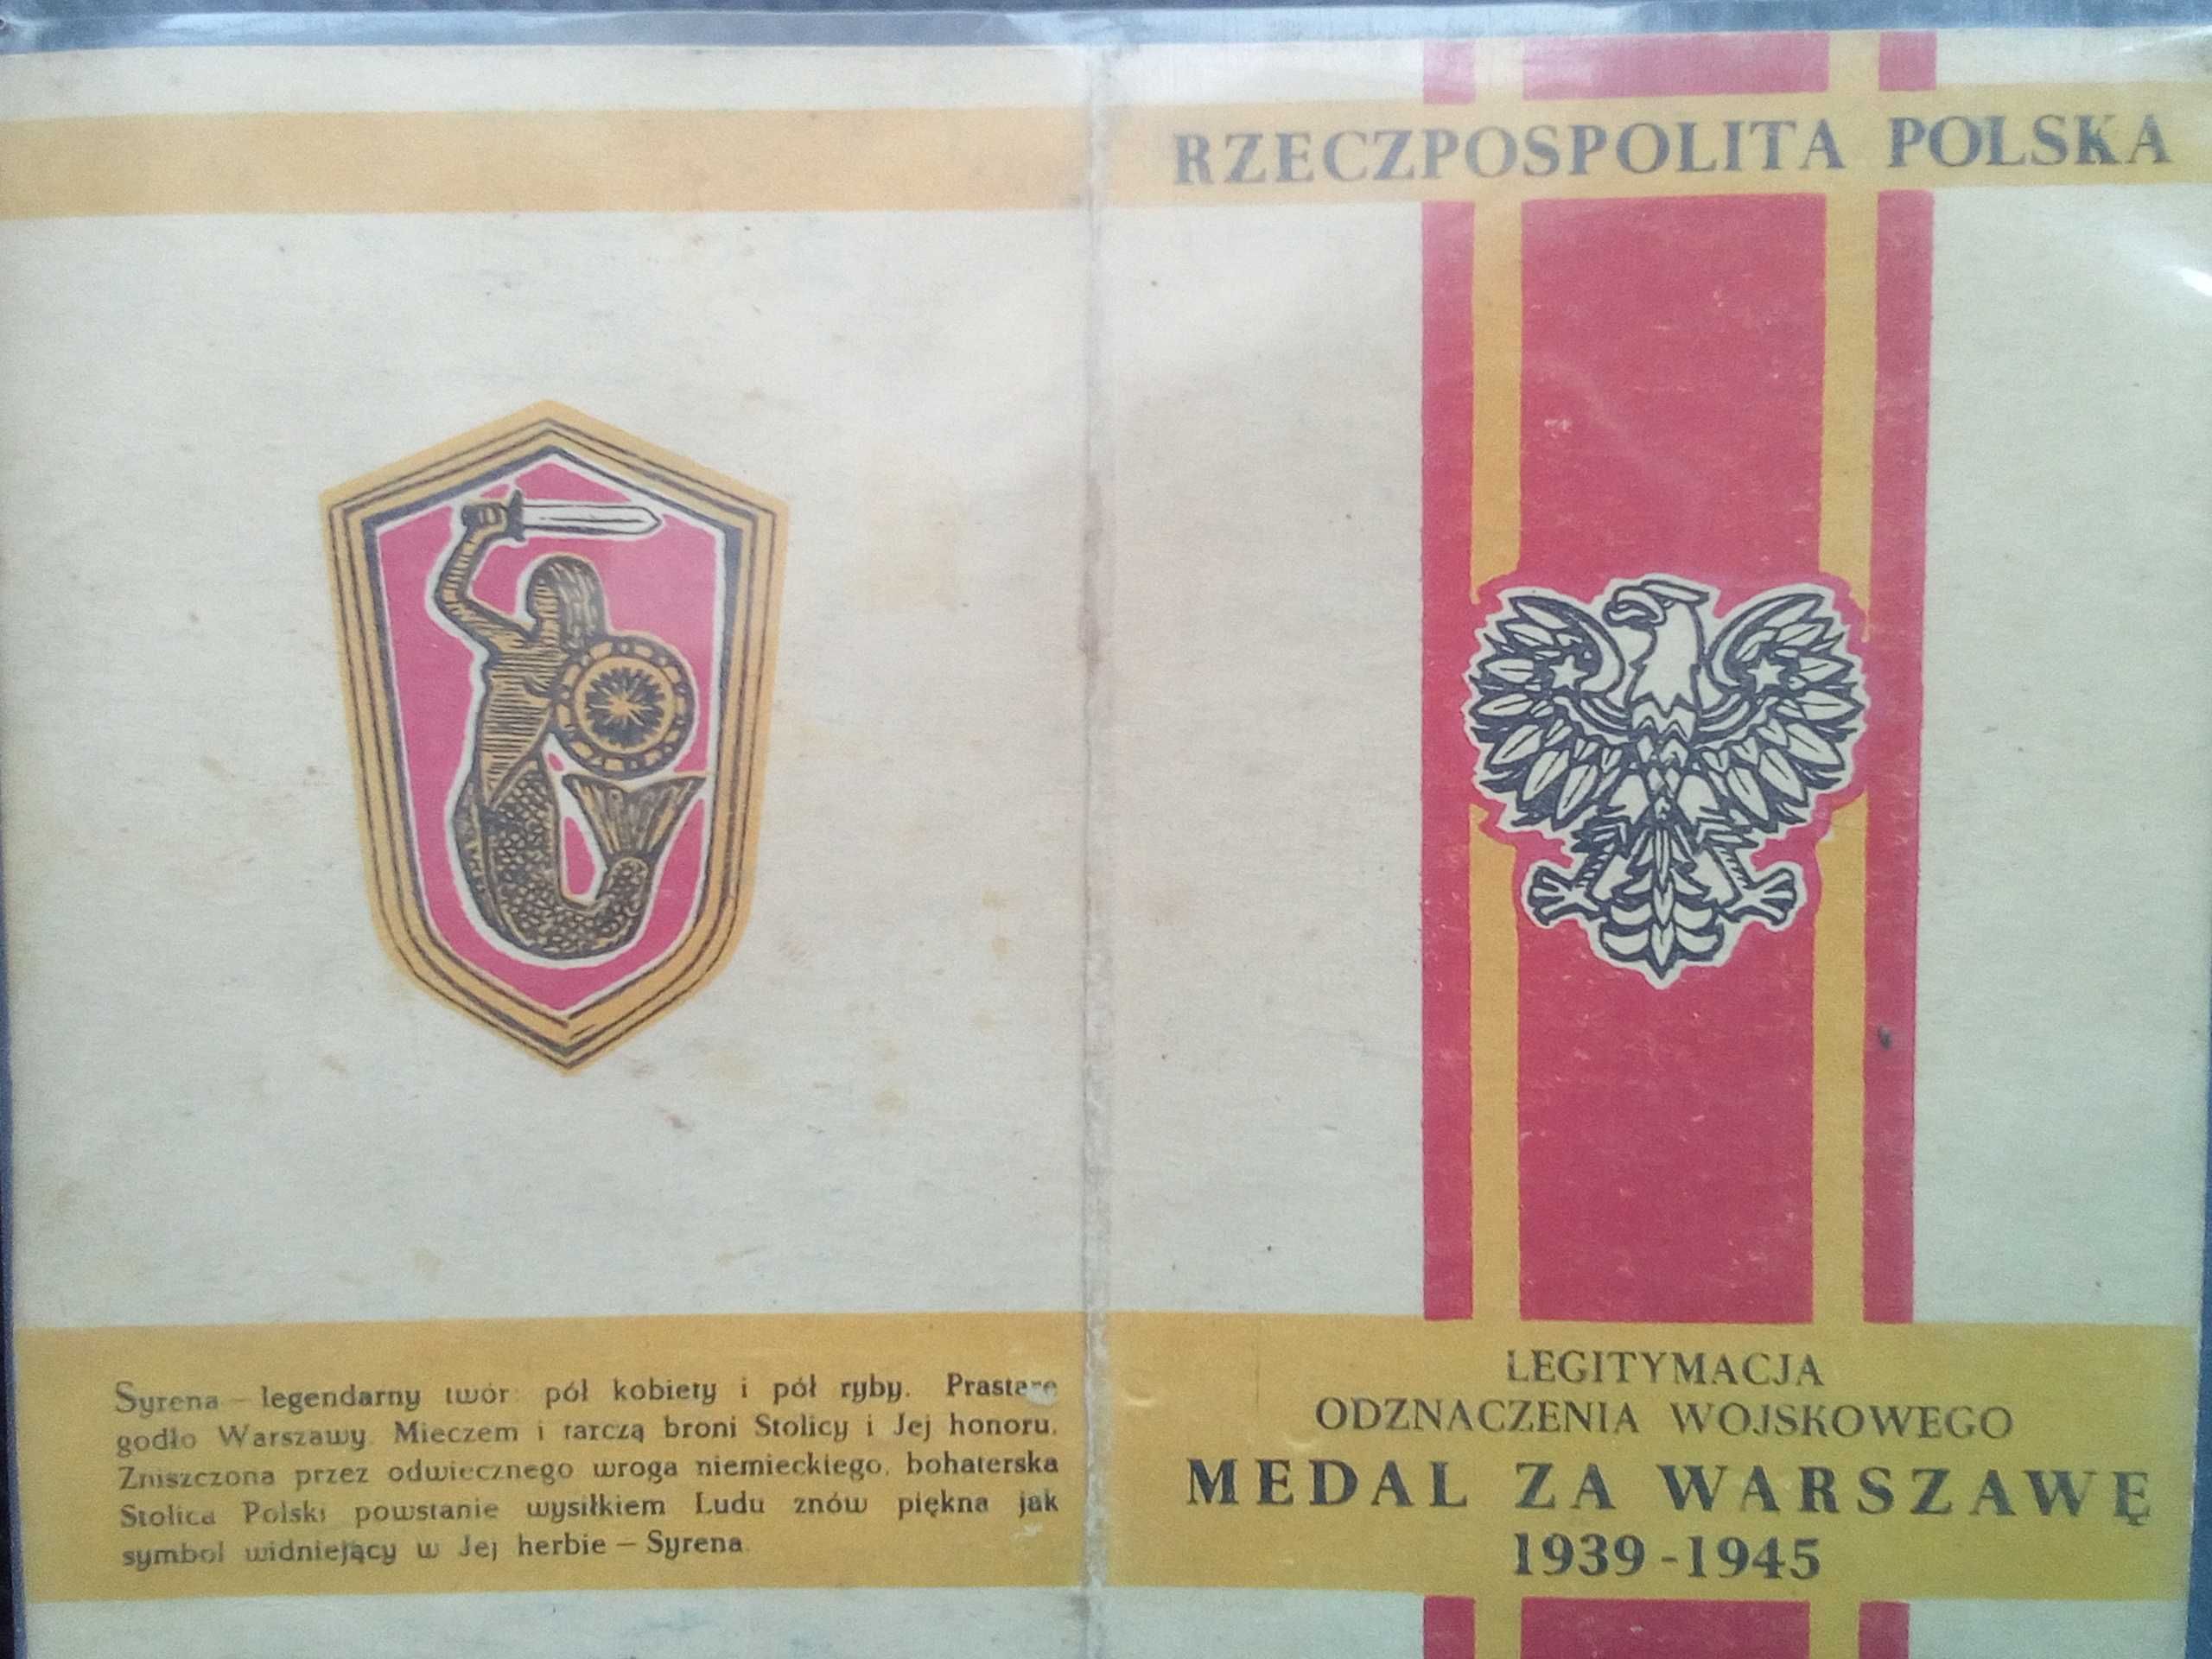 RZECZPOSPOLITA POLSKA
Syrena – legendarny twór: pół kobiety i pół ryby. Prastare
godło Warszawy. Mieczem i tarczą broni Stolicy i Jej honoru.
Zniszczona przez odwiecznego wroga niemieckiego, bohaterska
Stolica Polski powstanie wysiłkiem Ludu znów piękna jak
symbol widniejący w Jej herbie – Syrena.
LEGITYMACJA
ODZNACZENIA WOJSKOWEGO
MEDAL ZA WARSZAWĘ
1939-1945